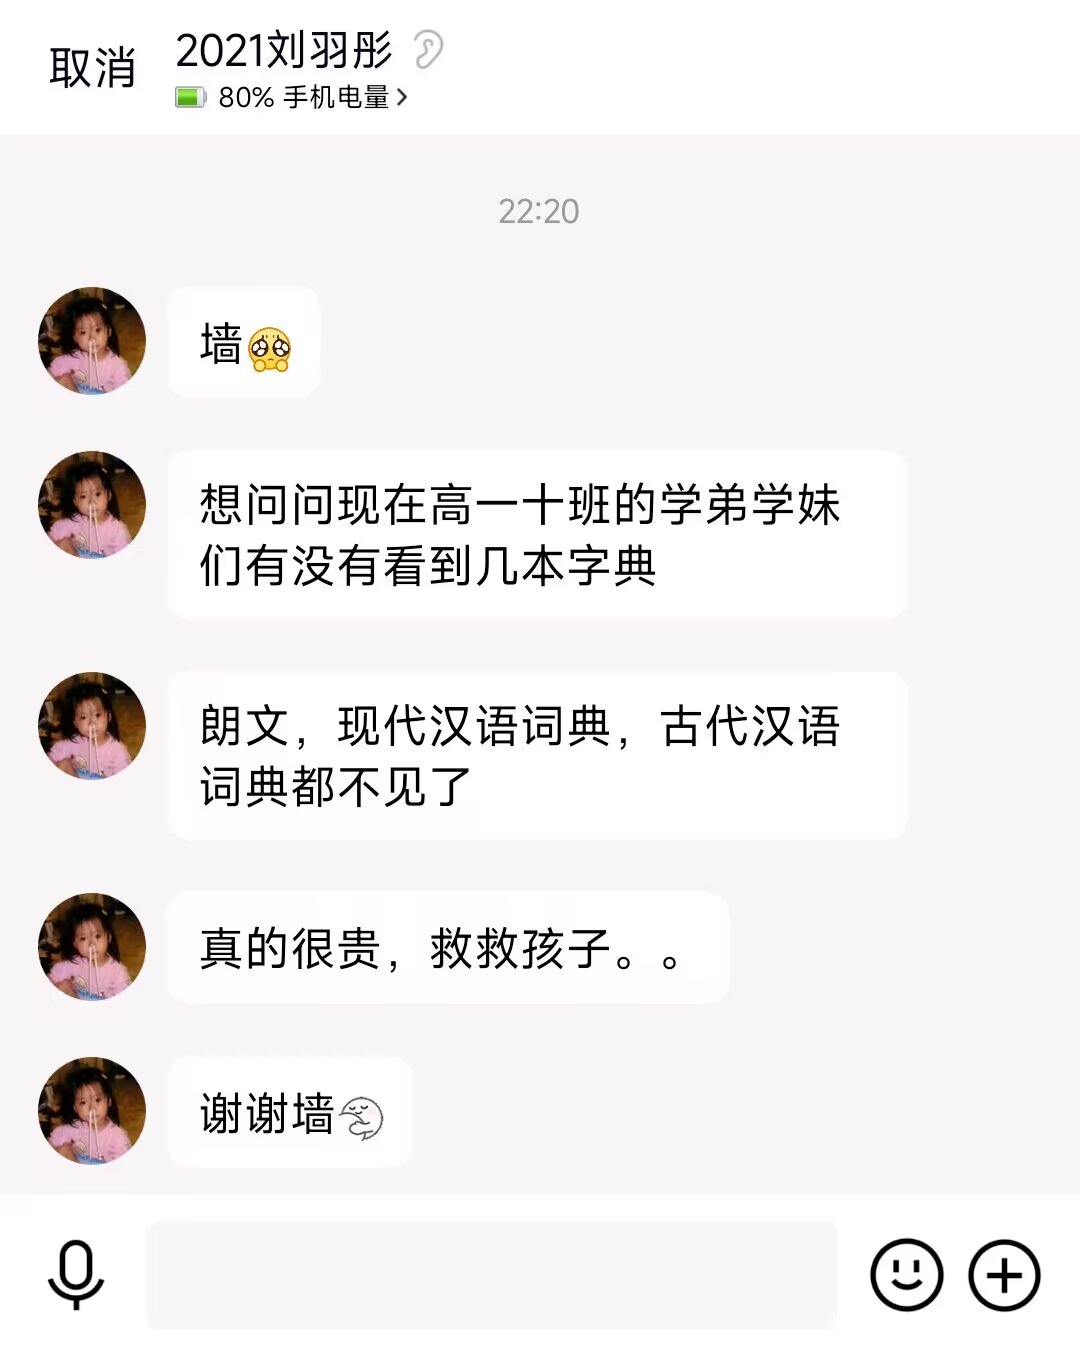 取消
2021刘羽彤
80% 手机电量
22:20
墙
想问问现在高一十班的学弟学妹
们有没有看到几本字典
朗文，现代汉语词典，古代汉语
词典都不见了
真的很贵，救救孩子。。
谢谢墙